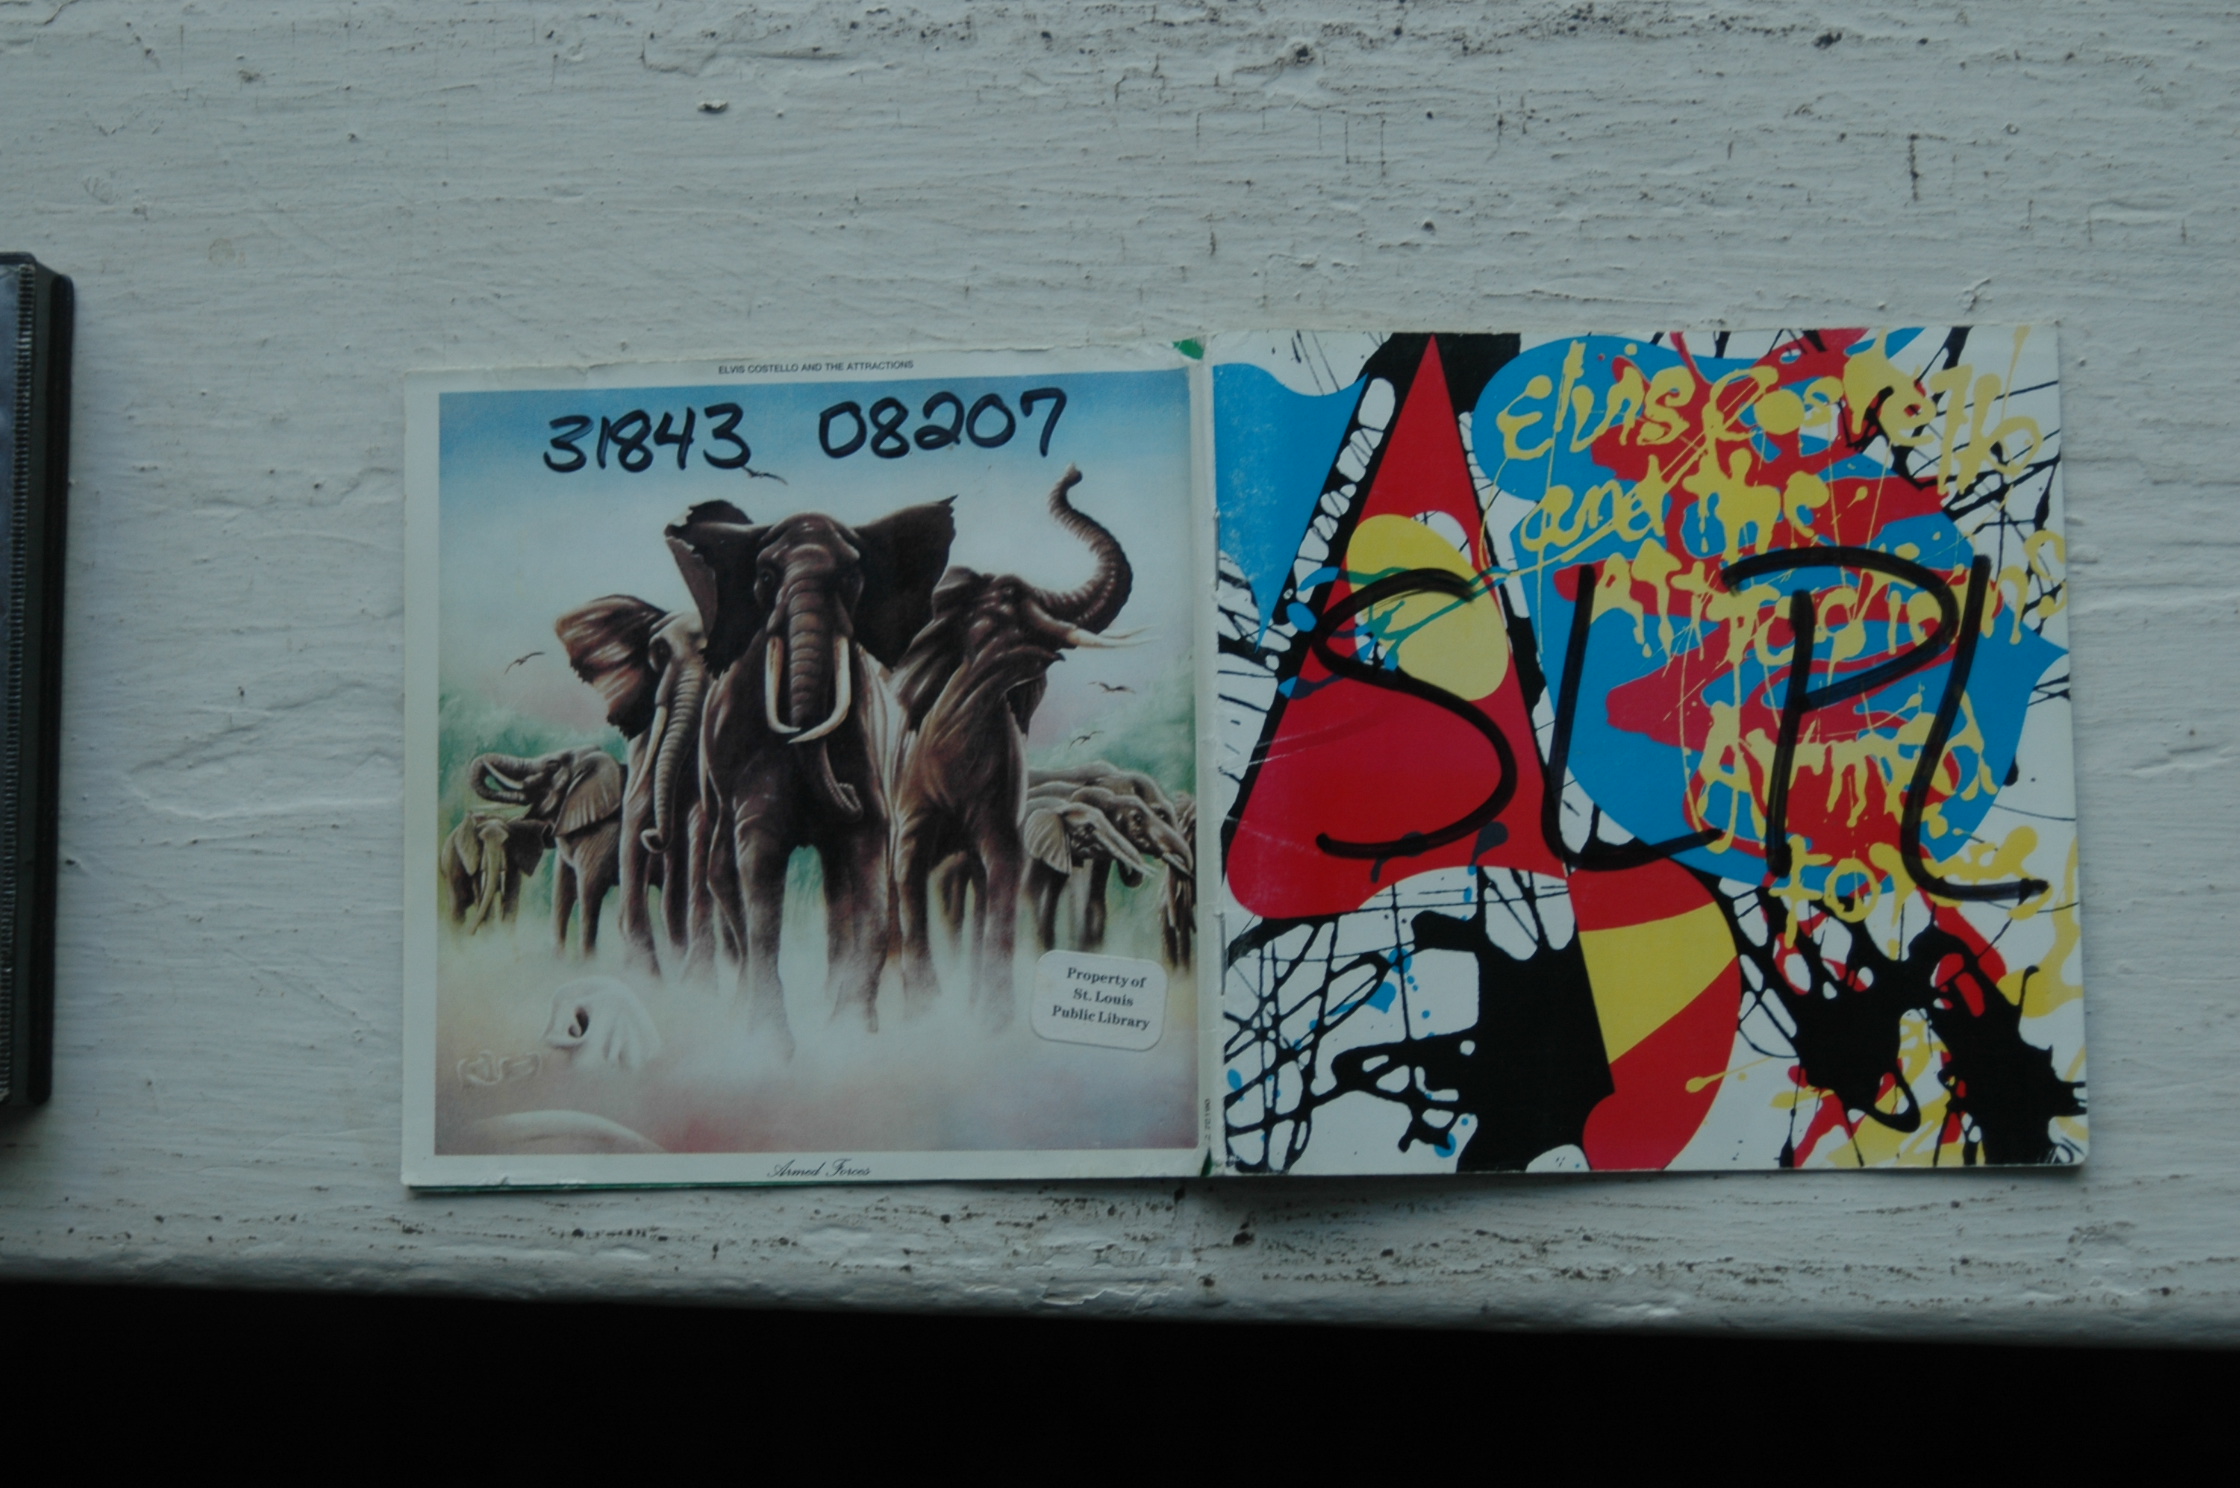 ELVIS COSTELLO AND THE ATTRACTIONS
31843 08207
Property of
St. Louis
Public Library
Armed Forces
Elvis Costello
and the
Attractions
Armed
Forces
SLPL